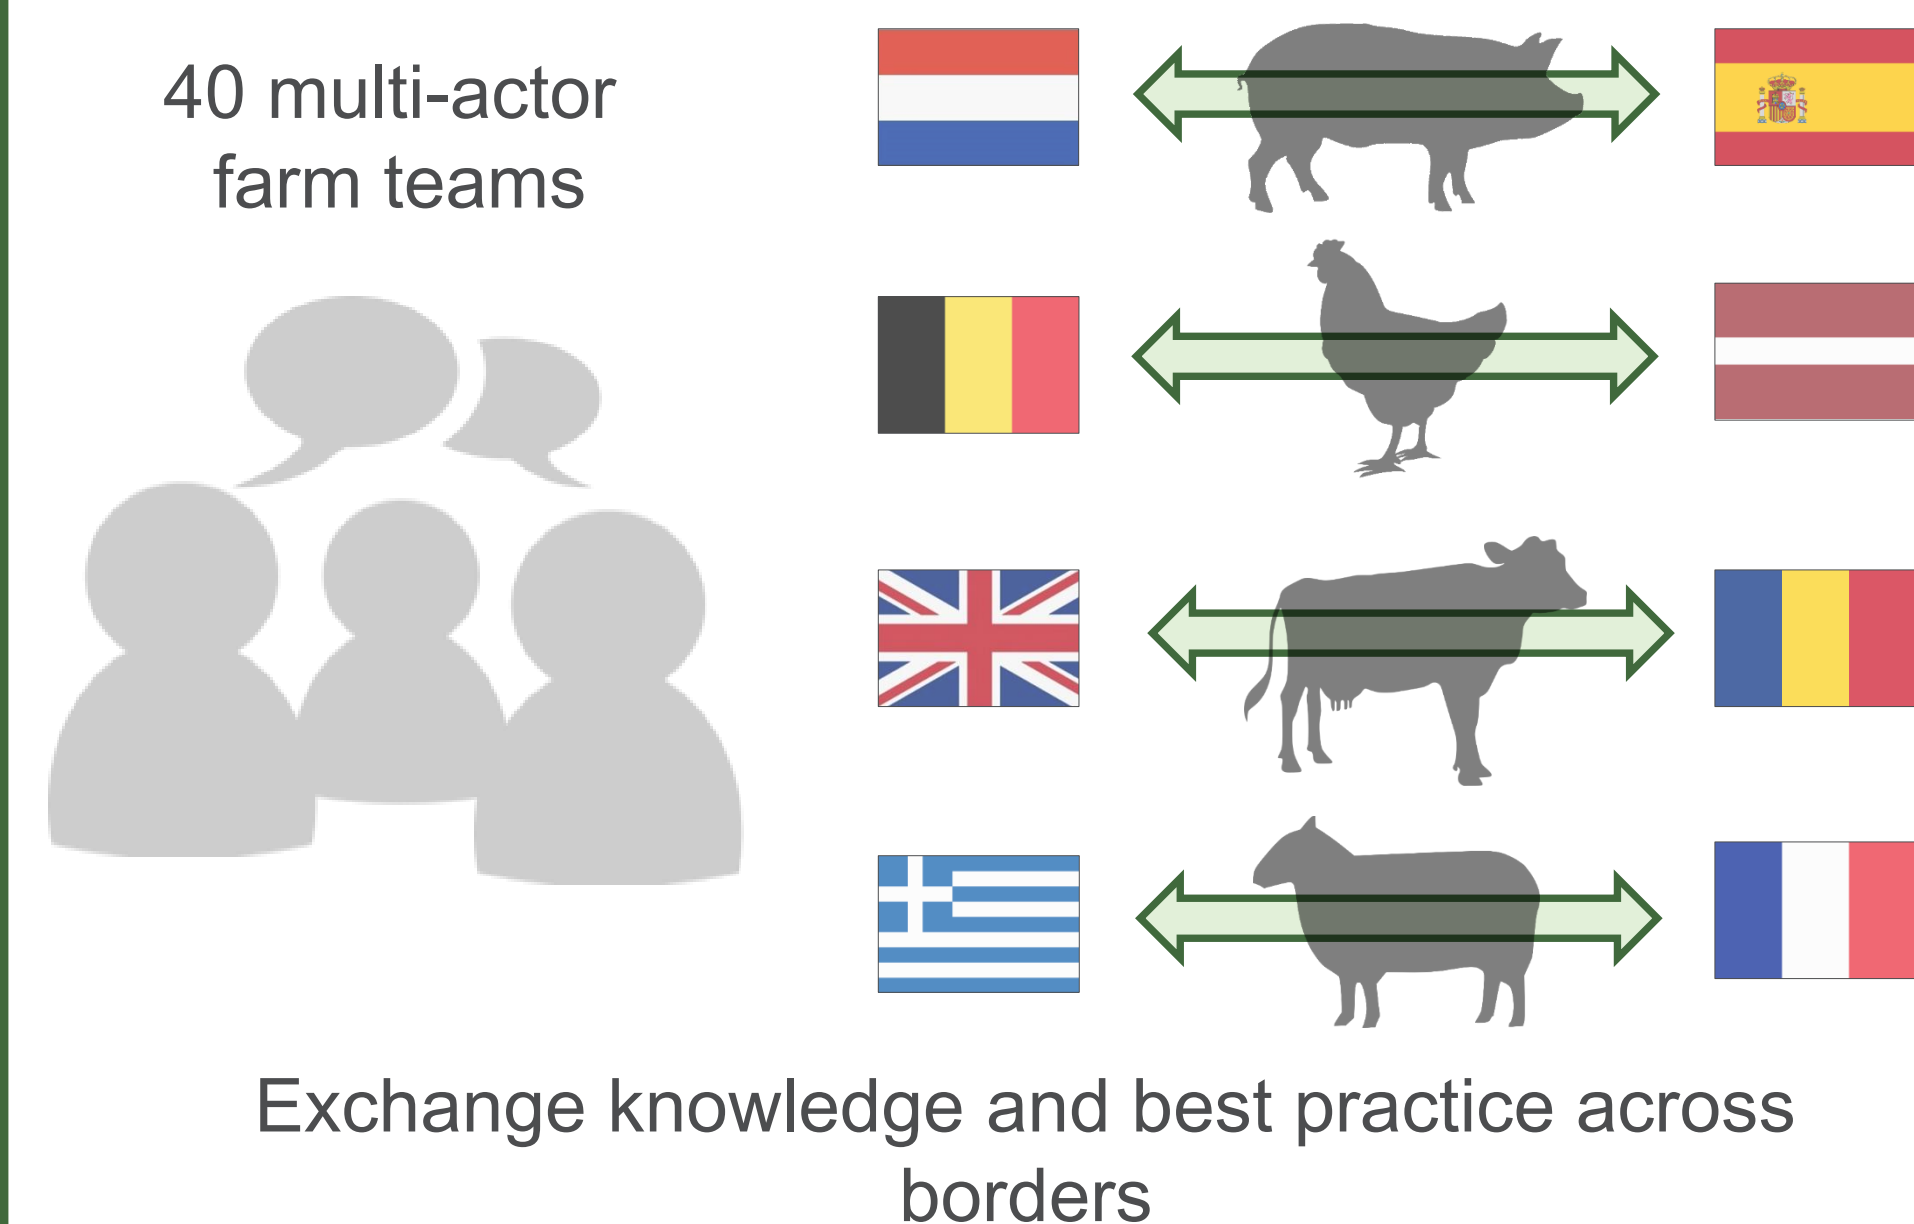 40 multi-actor
farm teams
Exchange knowledge and best practice across
borders